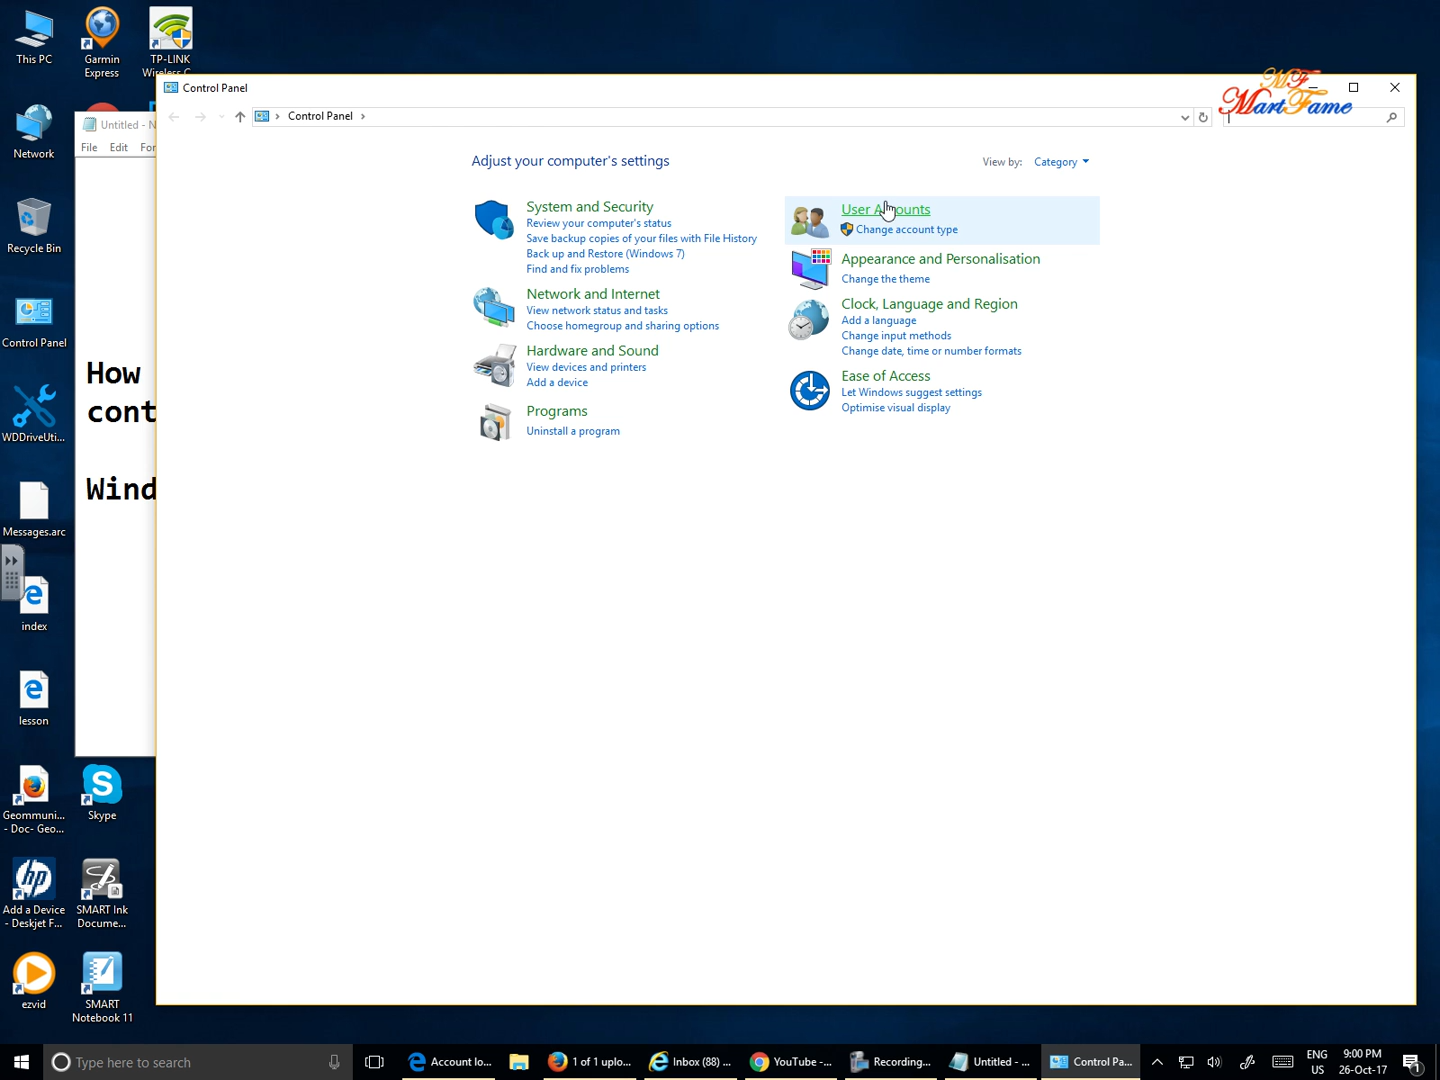 This PC
Garmin Express
TP-LINK
Network
Recycle Bin
Control Panel
WDDriveUti...
Messages.arc
index
lesson
Geommuni... - Doc- Geo...
Skype
Add a Device - Deskjet F...
SMART Ink Docume...
ezvid
SMART Notebook 11
Untitled - N
File Edit For
How
cont
Wind
Control Panel
MF
MartFame
Control Panel
Adjust your computer's settings
View by: Category
System and Security
Review your computer's status
Save backup copies of your files with File History
Back up and Restore (Windows 7)
Find and fix problems
Network and Internet
View network status and tasks
Choose homegroup and sharing options
Hardware and Sound
View devices and printers
Add a device
Programs
Uninstall a program
User Accounts
Change account type
Appearance and Personalisation
Change the theme
Clock, Language and Region
Add a language
Change input methods
Change date, time or number formats
Ease of Access
Let Windows suggest settings
Optimise visual display
Type here to search
Account lo...
1 of 1 uplo...
Inbox (88) ...
YouTube -...
Recording...
Untitled - ...
Control Pa...
ENG
US
9:00 PM
26-Oct-17
1